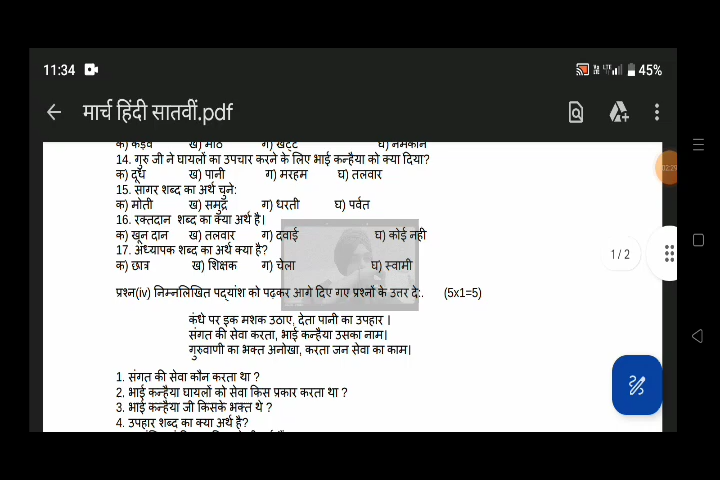 11:34 45%
मार्च हिंदी सातवीं.pdf
14. गुरु जी ने घायलों का उपचार करने के लिए भाई कन्हैया को क्या दिया?
क) दूध ख) पानी ग) मरहम घ) तलवार
15. सागर शब्द का अर्थ चुने:
क) मोती ख) समुद्र ग) धरती घ) पर्वत
16. रक्तदान शब्द का क्या अर्थ है।
क) खून दान ख) तलवार ग) दवाई घ) कोई नही
17. अध्यापक शब्द का अर्थ क्या है?
क) छात्र ख) शिक्षक ग) चेला घ) स्वामी
1 / 2
प्रश्न(iv) निम्नलिखित पद्यांश को पढ़कर आगे दिए गए प्रश्नों के उत्तर दे:. (5x1=5)
कंधे पर इक मशक उठाए, देता पानी का उपहार ।
संगत की सेवा करता, भाई कन्हैया उसका नाम।
गुरुवाणी का भक्त अनोखा, करता जन सेवा का काम।
1. संगत की सेवा कौन करता था ?
2. भाई कन्हैया घायलों को सेवा किस प्रकार करता था ?
3. भाई कन्हैया जी किसके भक्त थे ?
4. उपहार शब्द का क्या अर्थ है?